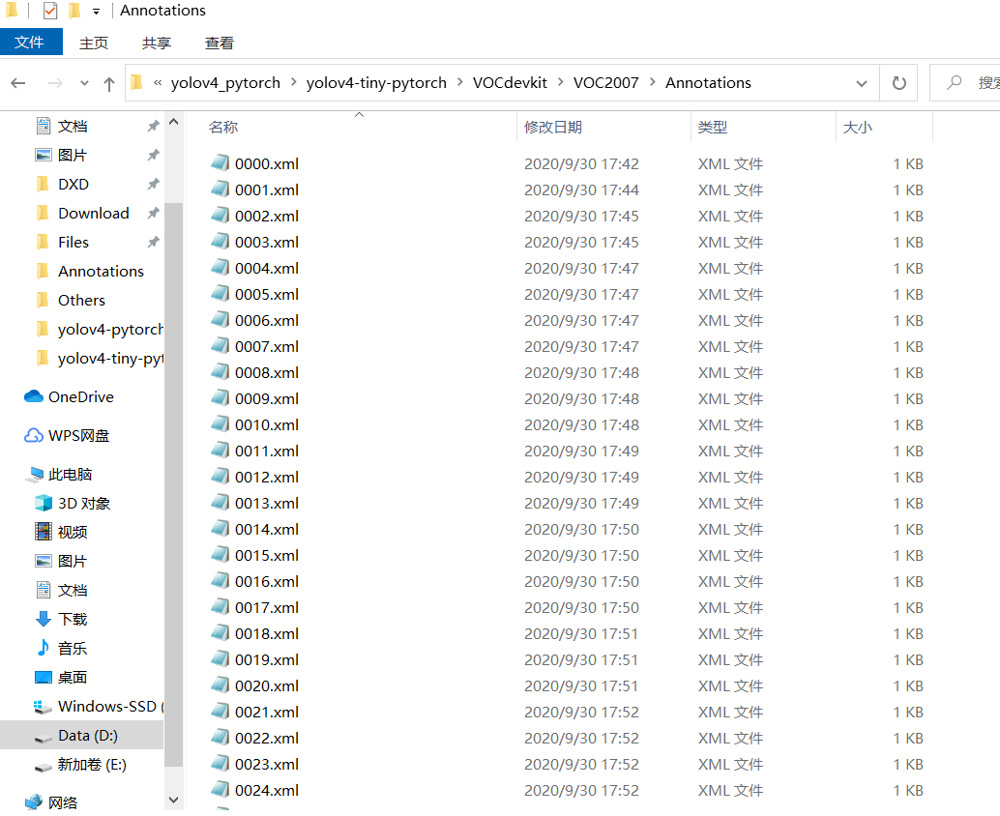 Annotations
文件 主页 共享 查看
« yolov4_pytorch > yolov4-tiny-pytorch > VOCdevkit > VOC2007 > Annotations
文档
图片
DXD
Download
Files
Annotations
Others
yolov4-pytorch
yolov4-tiny-pyt
OneDrive
WPS网盘
此电脑
3D 对象
视频
图片
文档
下载
音乐
桌面
Windows-SSD (
Data (D:)
新加卷 (E:)
网络
名称 修改日期 类型 大小
0000.xml 2020/9/30 17:42 XML 文件 1 KB
0001.xml 2020/9/30 17:44 XML 文件 1 KB
0002.xml 2020/9/30 17:45 XML 文件 1 KB
0003.xml 2020/9/30 17:45 XML 文件 1 KB
0004.xml 2020/9/30 17:47 XML 文件 1 KB
0005.xml 2020/9/30 17:47 XML 文件 1 KB
0006.xml 2020/9/30 17:47 XML 文件 1 KB
0007.xml 2020/9/30 17:47 XML 文件 1 KB
0008.xml 2020/9/30 17:48 XML 文件 1 KB
0009.xml 2020/9/30 17:48 XML 文件 1 KB
0010.xml 2020/9/30 17:48 XML 文件 1 KB
0011.xml 2020/9/30 17:49 XML 文件 1 KB
0012.xml 2020/9/30 17:49 XML 文件 1 KB
0013.xml 2020/9/30 17:49 XML 文件 1 KB
0014.xml 2020/9/30 17:50 XML 文件 1 KB
0015.xml 2020/9/30 17:50 XML 文件 1 KB
0016.xml 2020/9/30 17:50 XML 文件 1 KB
0017.xml 2020/9/30 17:50 XML 文件 1 KB
0018.xml 2020/9/30 17:51 XML 文件 1 KB
0019.xml 2020/9/30 17:51 XML 文件 1 KB
0020.xml 2020/9/30 17:51 XML 文件 1 KB
0021.xml 2020/9/30 17:52 XML 文件 1 KB
0022.xml 2020/9/30 17:52 XML 文件 1 KB
0023.xml 2020/9/30 17:52 XML 文件 1 KB
0024.xml 2020/9/30 17:52 XML 文件 1 KB